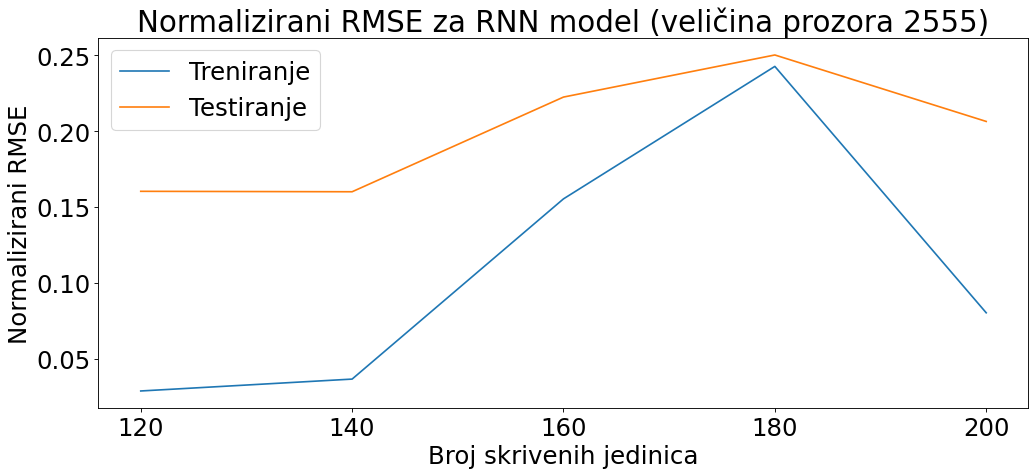 Normalizirani RMSE za RNN model (veličina prozora 2555)
Treniranje
Testiranje
Normalizirani RMSE
0.25
0.20
0.15
0.10
0.05
120 140 160 180 200
Broj skrivenih jedinica